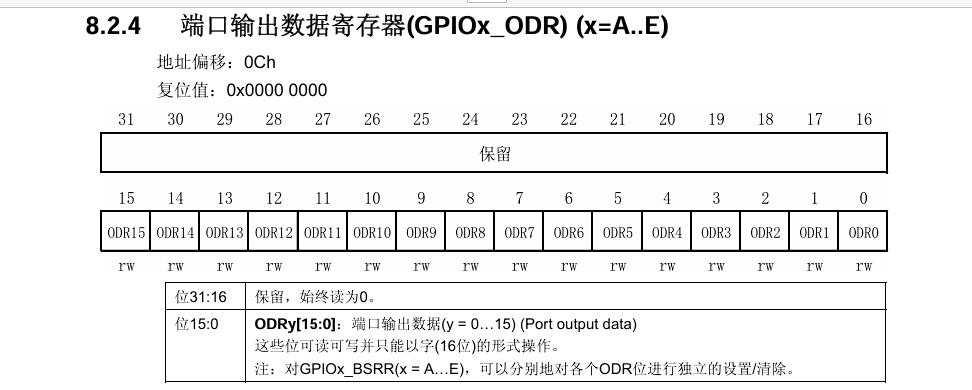 8.2.4 端口输出数据寄存器(GPIOx_ODR) (x=A..E)
地址偏移：0Ch
复位值：0x0000 0000
31 30 29 28 27 26 25 24 23 22 21 20 19 18 17 16
保留
15 14 13 12 11 10 9 8 7 6 5 4 3 2 1 0
ODR15 ODR14 ODR13 ODR12 ODR11 ODR10 ODR9 ODR8 ODR7 ODR6 ODR5 ODR4 ODR3 ODR2 ODR1 ODR0
rw rw rw rw rw rw rw rw rw rw rw rw rw rw rw rw
位31:16 保留，始终读为0。
位15:0 ODRy[15:0]：端口输出数据(y = 0…15) (Port output data)
这些位可读可写并只能以字(16位)的形式操作。
注：对GPIOx_BSRR(x = A…E)，可以分别地对各个ODR位进行独立的设置/清除。